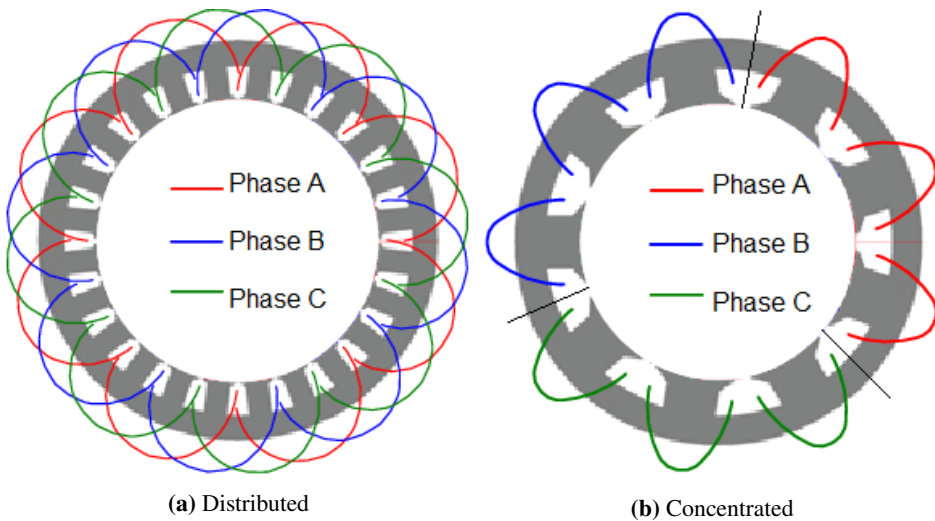 Phase A
Phase B
Phase C
(a) Distributed
Phase A
Phase B
Phase C
(b) Concentrated